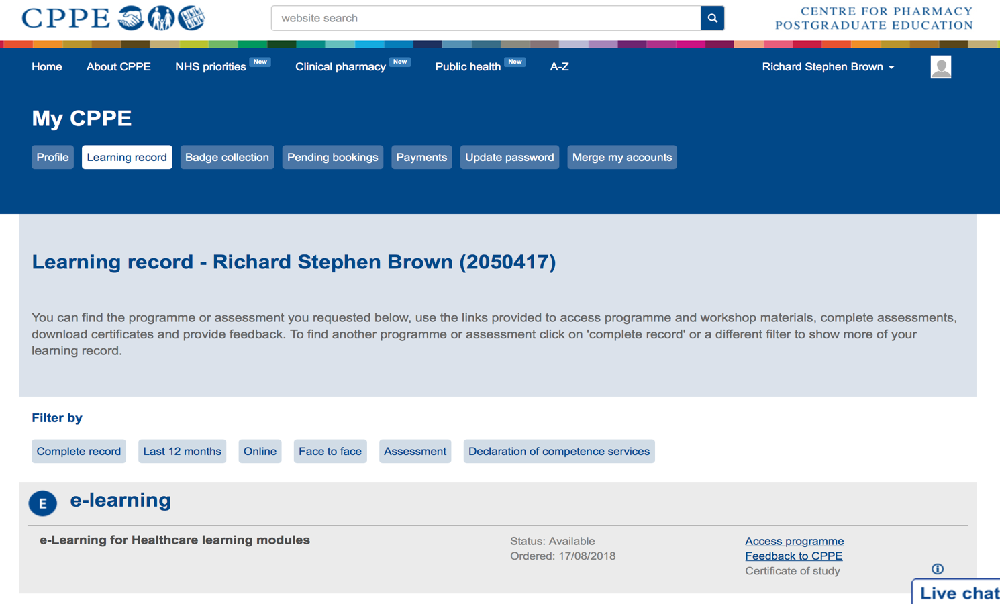 CPPE
website search
CENTRE FOR PHARMACY
POSTGRADUATE EDUCATION
Home About CPPE NHS priorities New Clinical pharmacy New Public health New A-Z Richard Stephen Brown
My CPPE
Profile Learning record Badge collection Pending bookings Payments Update password Merge my accounts
Learning record - Richard Stephen Brown (2050417)
You can find the programme or assessment you requested below, use the links provided to access programme and workshop materials, complete assessments,
download certificates and provide feedback. To find another programme or assessment click on 'complete record' or a different filter to show more of your
learning record.
Filter by
Complete record Last 12 months Online Face to face Assessment Declaration of competence services
E e-learning
e-Learning for Healthcare learning modules
Status: Available
Ordered: 17/08/2018
Access programme
Feedback to CPPE
Certificate of study
Live chat